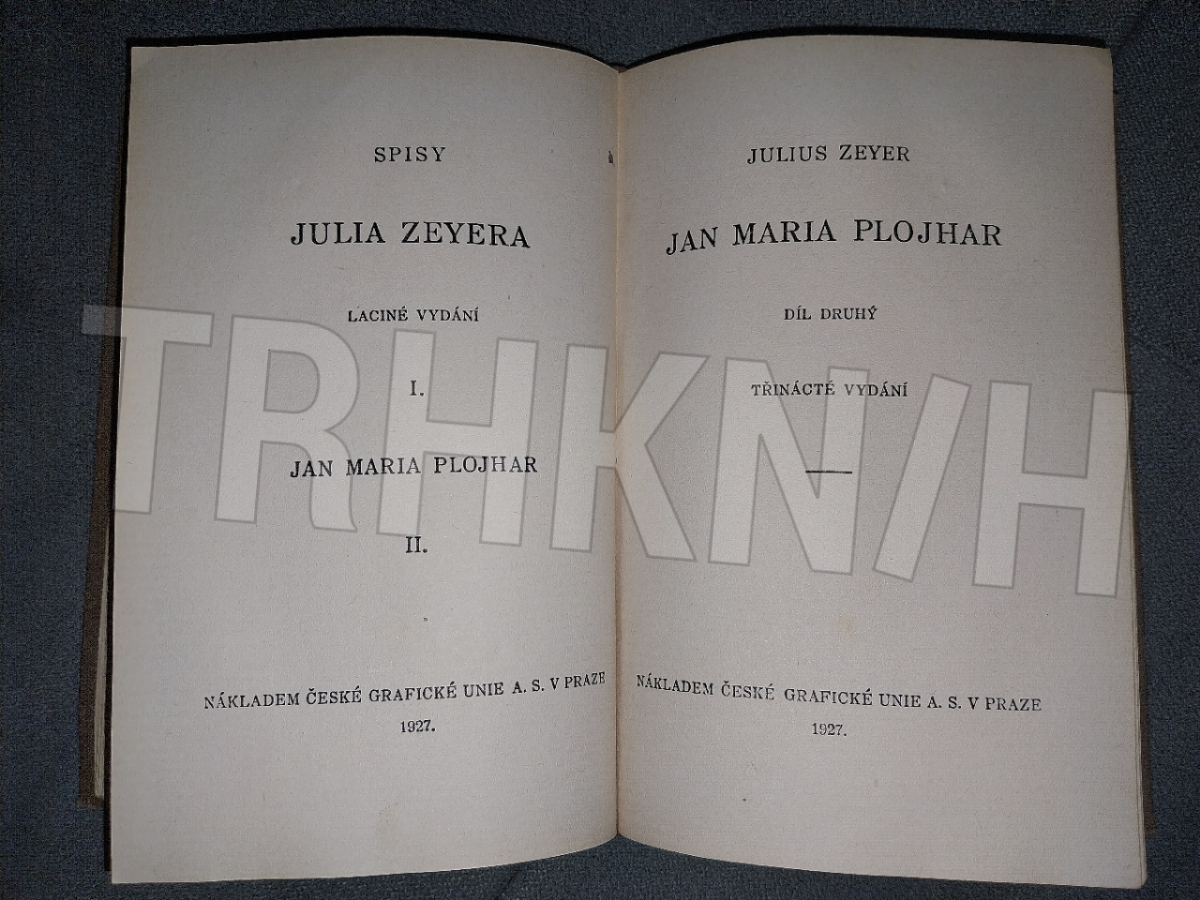 SPISY
JULIA ZEYERA
LACINÉ VYDÁNÍ
I.
JAN MARIA PLOJHAR
II.
NÁKLADEM ČESKÉ GRAFICKÉ UNIE A. S. V PRAZE
1927.
JULIUS ZEYER
JAN MARIA PLOJHAR
DÍL DRUHÝ
TŘINÁCTÉ VYDÁNÍ
NÁKLADEM ČESKÉ GRAFICKÉ UNIE A. S. V PRAZE
1927.
TRHKN/H